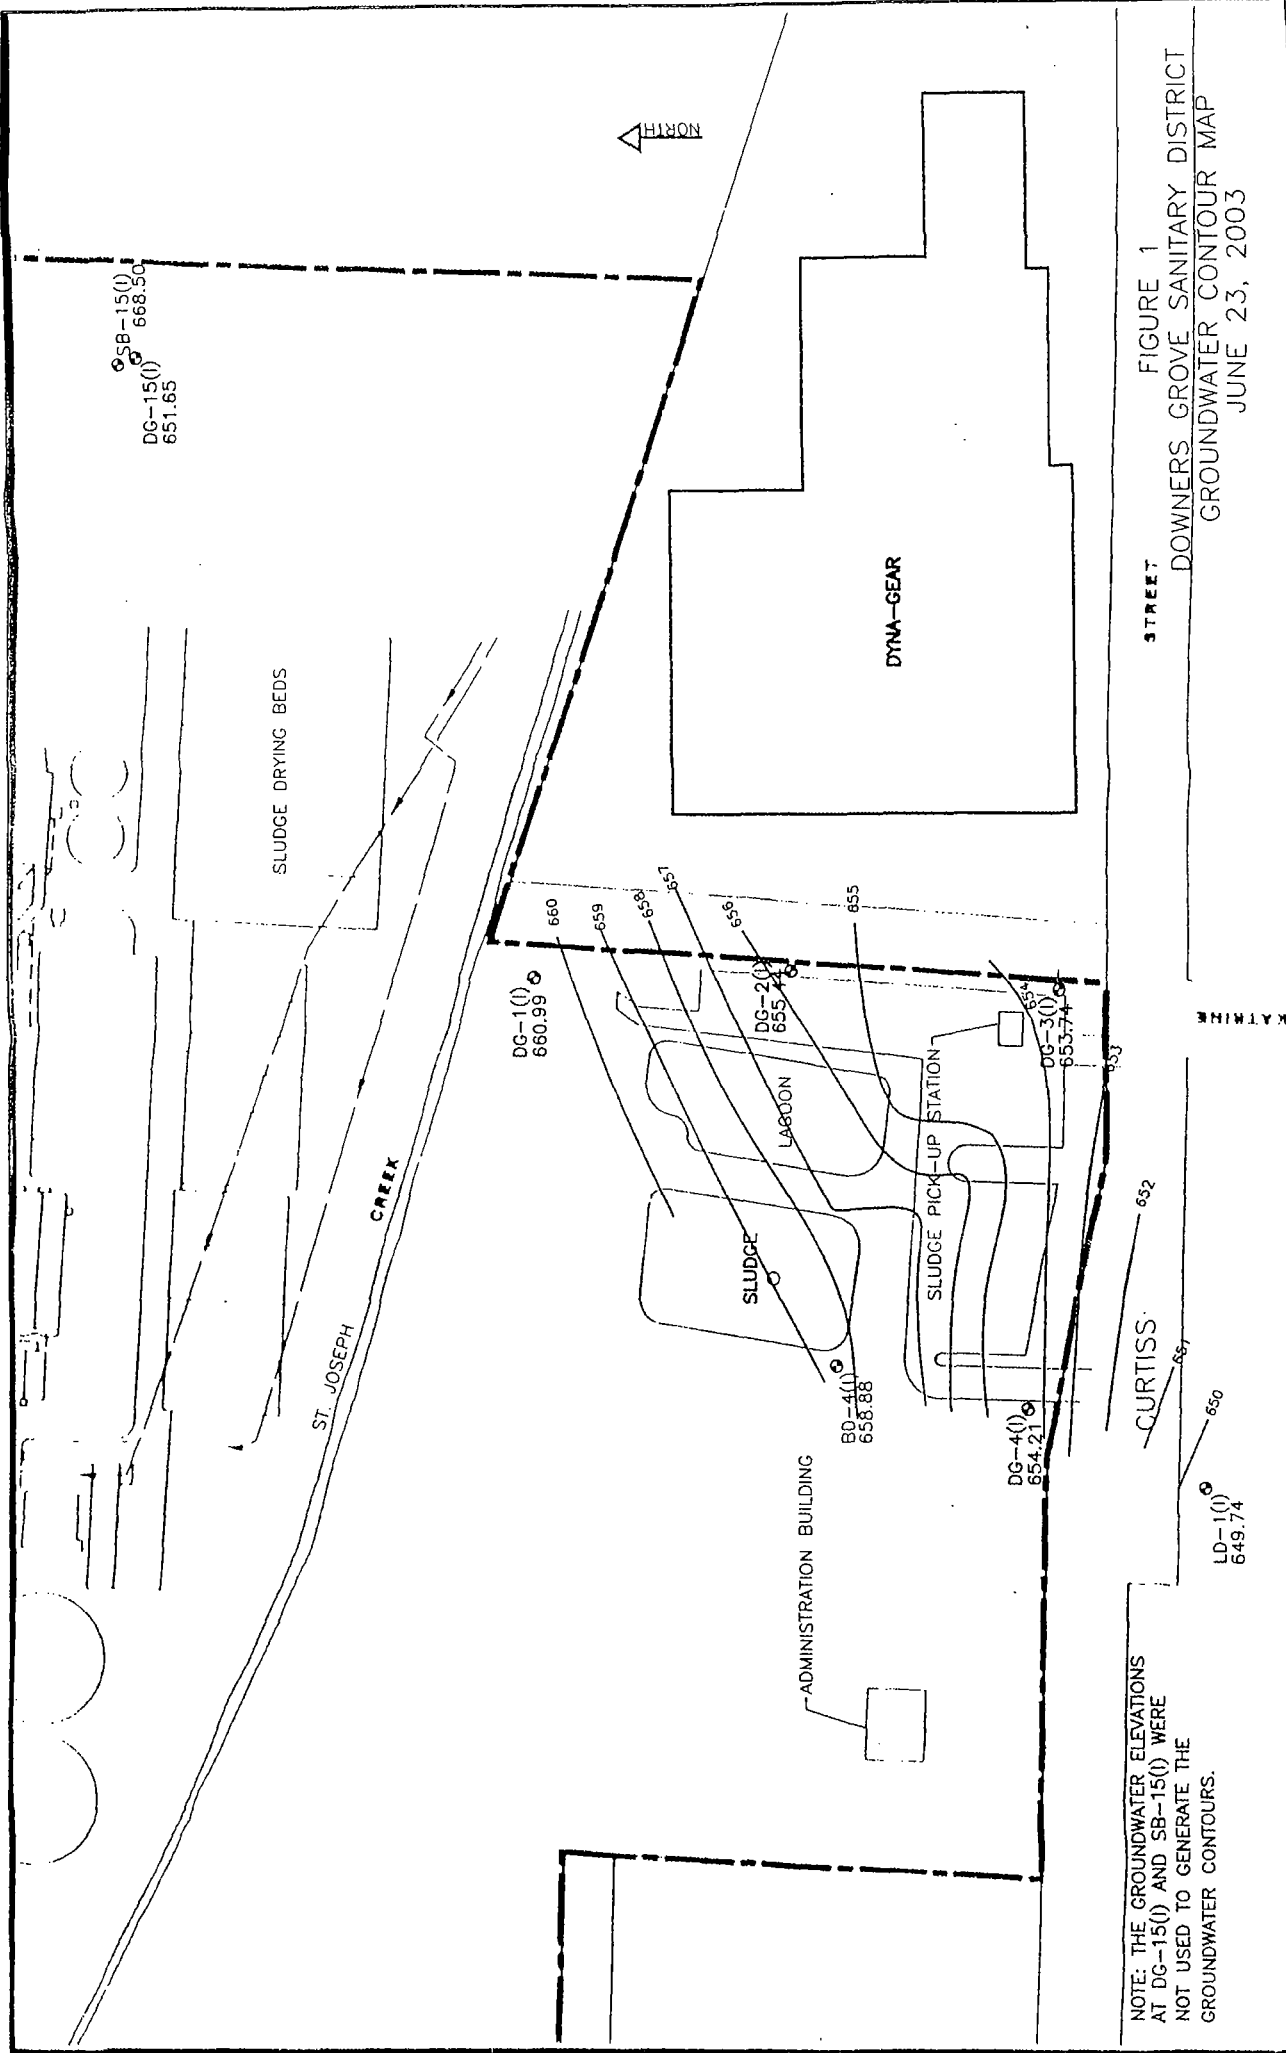 NORTH
SB-15(I)
668.50
DG-15(I)
651.65
SLUDGE DRYING BEDS
ST. JOSEPH
CREEK
DG-1(I)
660.99
660
659
658
657
656
655
654
653
652
651
650
DG-2(I)
655.44
LAGOON
SLUDGE
SLUDGE PICK-UP STATION
DG-3(I)
653.74
BD-4(I)
658.88
DG-4(I)
654.21
LD-1(I)
649.74
ADMINISTRATION BUILDING
DYNA-GEAR
CURTISS
STREET
KATRINE
FIGURE 1
DOWNERS GROVE SANITARY DISTRICT
GROUNDWATER CONTOUR MAP
JUNE 23, 2003
NOTE: THE GROUNDWATER ELEVATIONS
AT DG-15(I) AND SB-15(I) WERE
NOT USED TO GENERATE THE
GROUNDWATER CONTOURS.